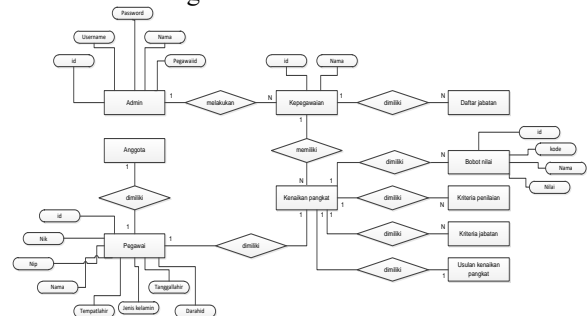 Password
Username
Nama
id
Pegawaiid
id
Nama
Admin
1
melakukan
N
Kepegawaian
1
dimiliki
N
Daftar jabatan
1
memiliki
N
Anggota
1
dimiliki
1
id
kode
Nama
Nilai
1
dimiliki
N
Bobot nilai
Kenaikan pangkat
1
dimiliki
N
Kriteria penilaian
1
dimiliki
N
Kriteria jabatan
1
dimiliki
1
Usulan kenaikan
pangkat
id
Nik
Nip
Nama
Tempatlahir
Jenis kelamin
Tanggallahir
Darahid
Pegawai
1
dimiliki
1